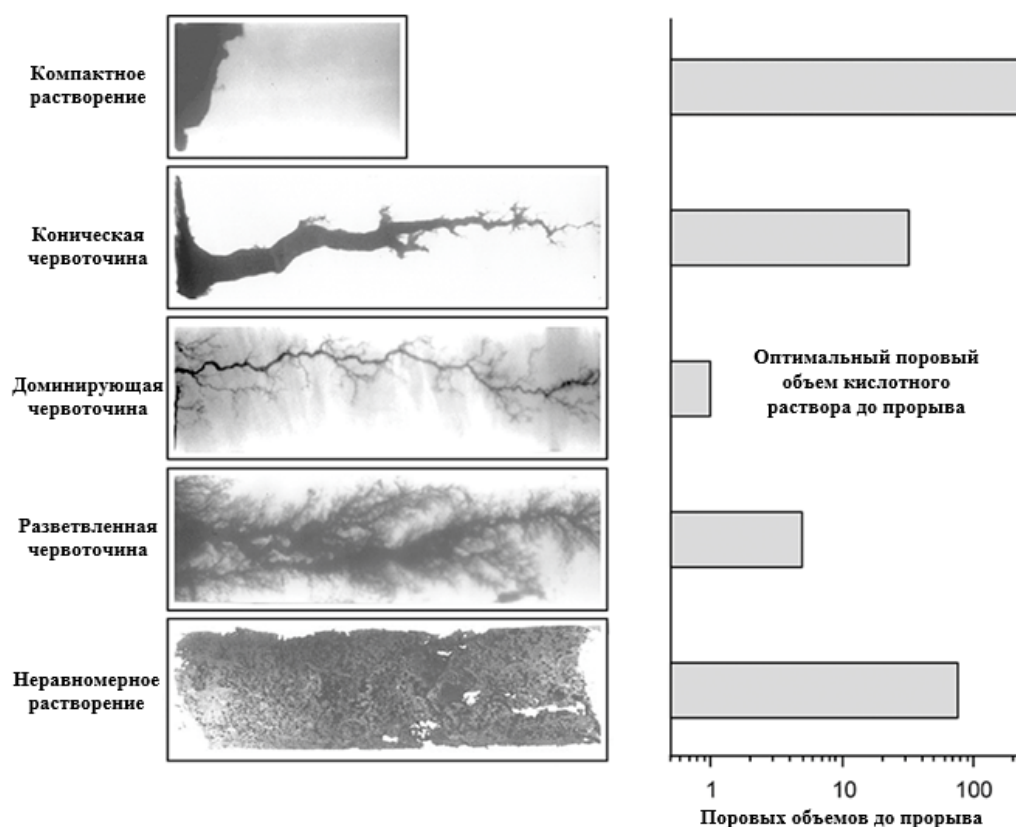 Компактное
растворение
Коническая
червоточина
Доминирующая
червоточина
Оптимальный поровый
объем кислотного
раствора до прорыва
Разветвленная
червоточина
Неравномерное
растворение
1 10 100
Поровых объемов до прорыва